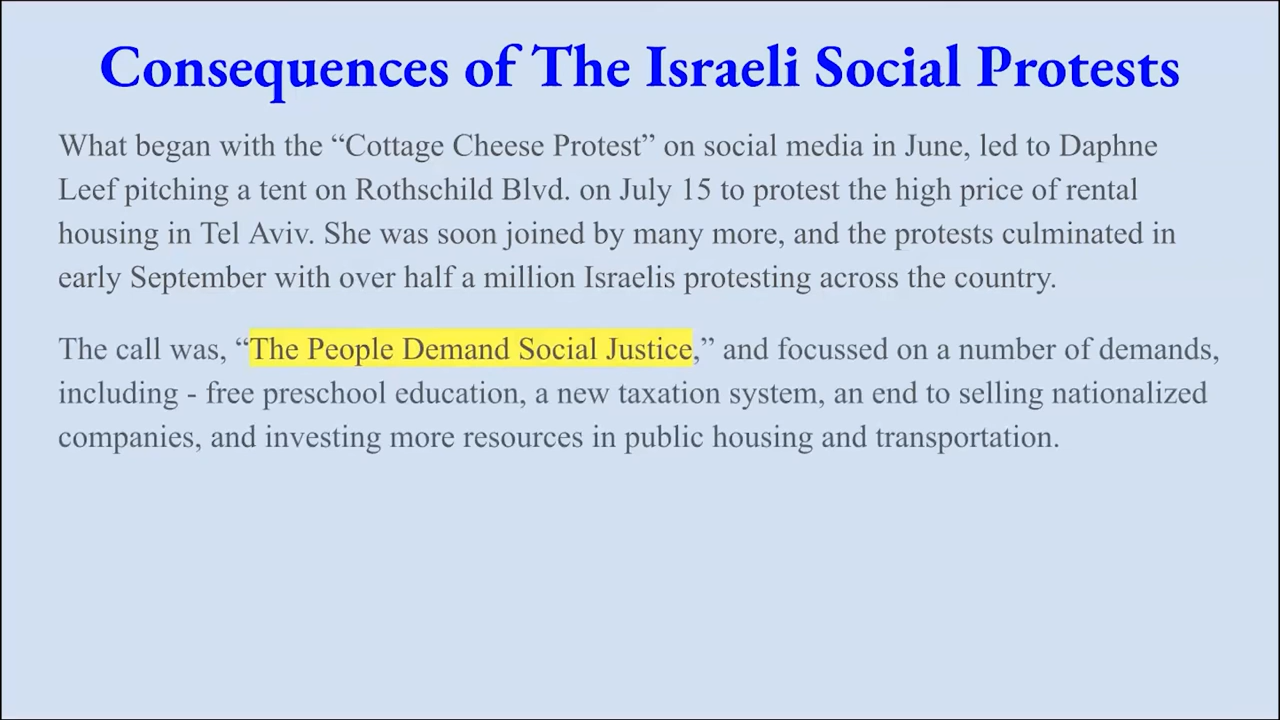 Consequences of The Israeli Social Protests
What began with the “Cottage Cheese Protest” on social media in June, led to Daphne
Leef pitching a tent on Rothschild Blvd. on July 15 to protest the high price of rental
housing in Tel Aviv. She was soon joined by many more, and the protests culminated in
early September with over half a million Israelis protesting across the country.
The call was, “The People Demand Social Justice,” and focussed on a number of demands,
including - free preschool education, a new taxation system, an end to selling nationalized
companies, and investing more resources in public housing and transportation.